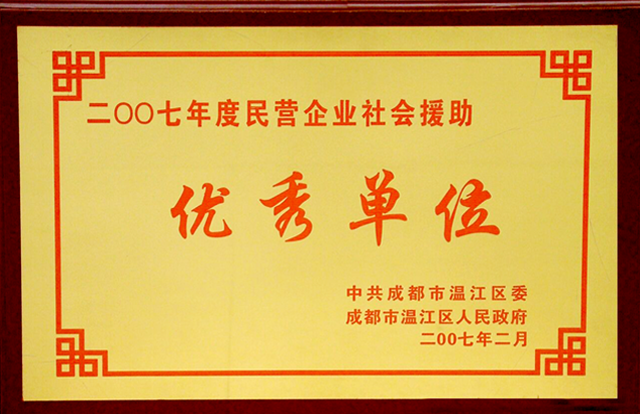 二〇〇七年度民营企业社会援助
优秀单位
中共成都市温江区委
成都市温江区人民政府
二〇〇七年二月